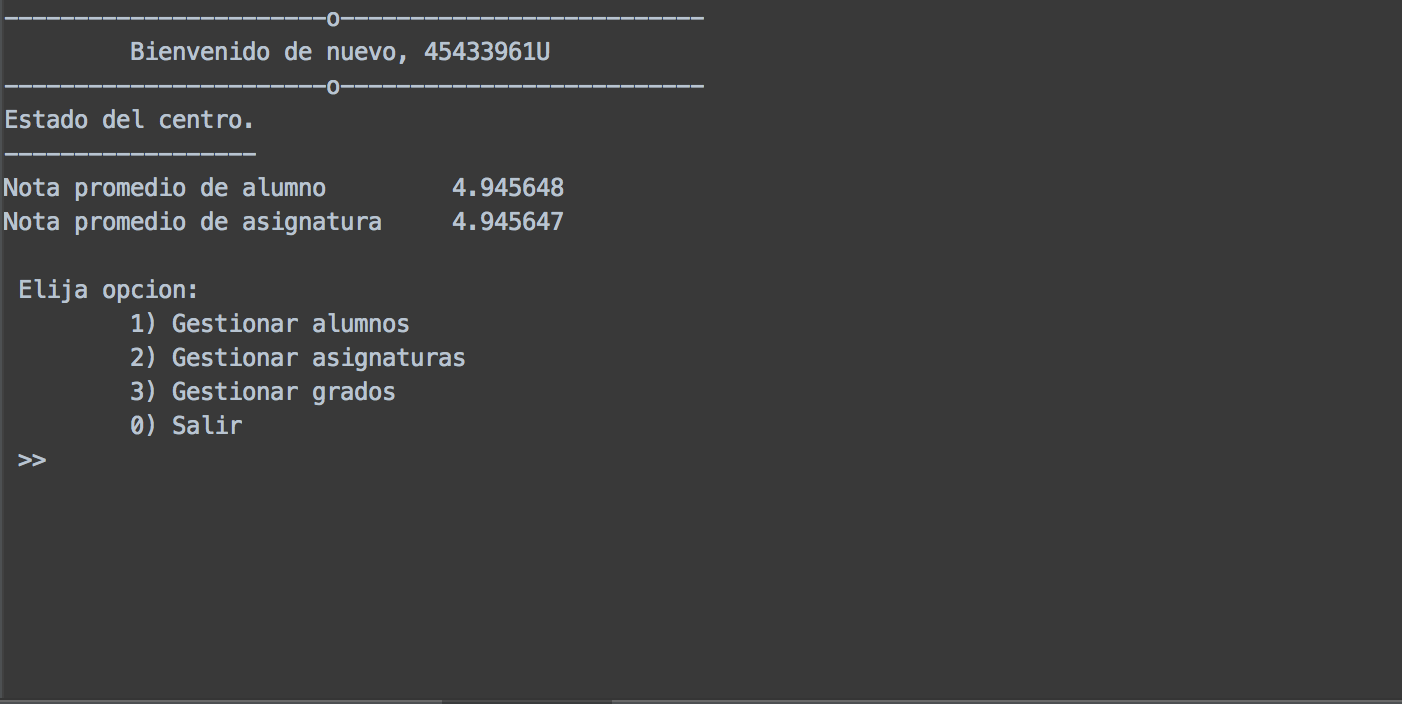 -----------------------o--------------------------
Bienvenido de nuevo, 45433961U
-----------------------o--------------------------
Estado del centro.
------------------
Nota promedio de alumno 4.945648
Nota promedio de asignatura 4.945647
Elija opcion:
1) Gestionar alumnos
2) Gestionar asignaturas
3) Gestionar grados
0) Salir
>>